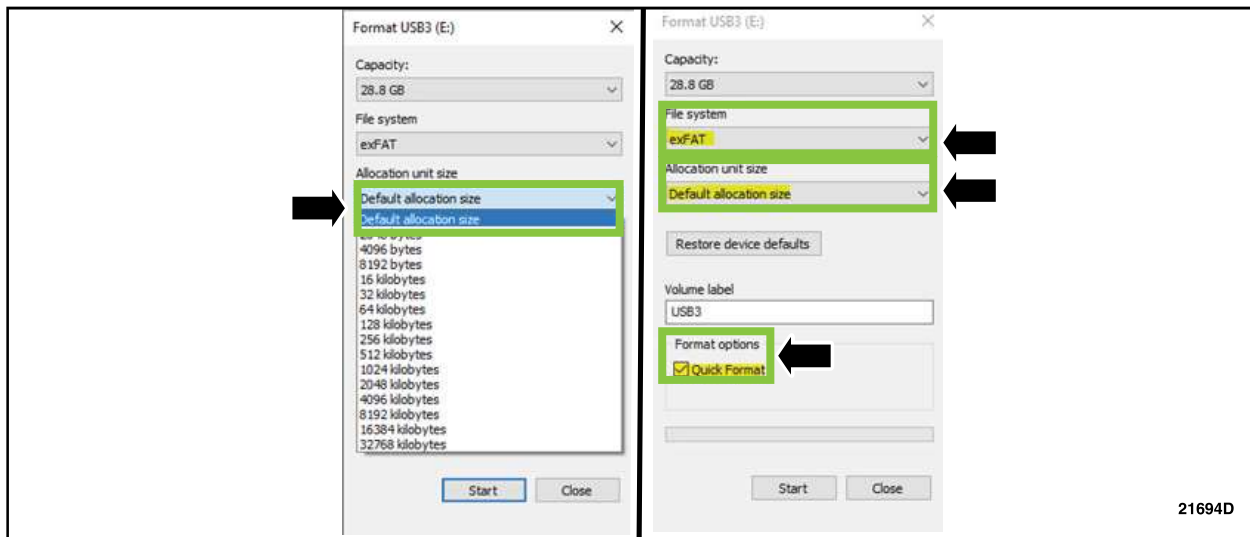 Format USB3 (E:)
Capacity:
28.8 GB
File system
exFAT
Allocation unit size
Default allocation size
Default allocation size
4096 bytes
8192 bytes
16 kilobytes
32 kilobytes
64 kilobytes
128 kilobytes
256 kilobytes
512 kilobytes
1024 kilobytes
2048 kilobytes
4096 kilobytes
8192 kilobytes
16384 kilobytes
32768 kilobytes
Start Close
Format USB3 (E:)
Capacity:
28.8 GB
File system
exFAT
Allocation unit size
Default allocation size
Restore device defaults
Volume label
USB3
Format options
Quick Format
Start Close
21694D